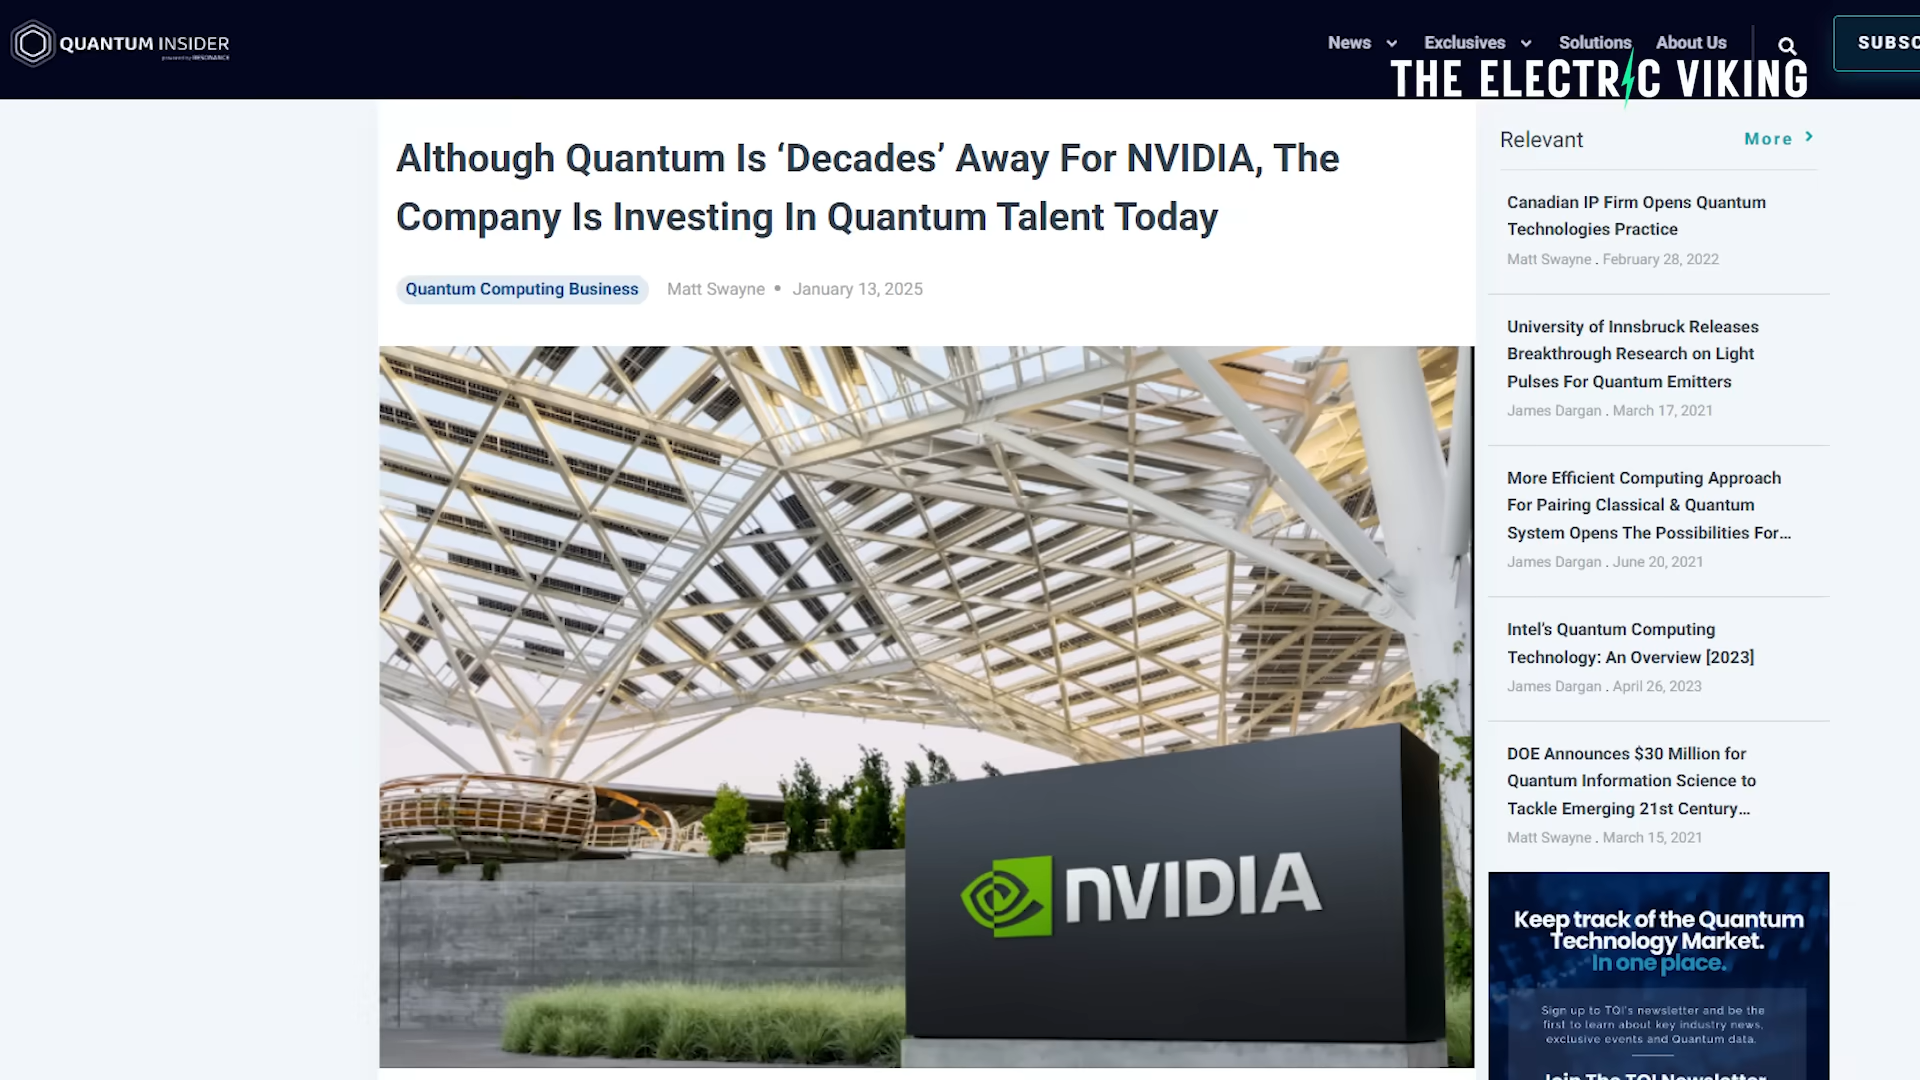 QUANTUM INSIDER
powered by RESONANCE
News
Exclusives
Solutions
About Us
SUBSC
THE ELECTRIC VIKING
Although Quantum Is ‘Decades’ Away For NVIDIA, The
Company Is Investing In Quantum Talent Today
Quantum Computing Business
Matt Swayne • January 13, 2025
NVIDIA
Relevant
More
Canadian IP Firm Opens Quantum
Technologies Practice
Matt Swayne . February 28, 2022
University of Innsbruck Releases
Breakthrough Research on Light
Pulses For Quantum Emitters
James Dargan . March 17, 2021
More Efficient Computing Approach
For Pairing Classical & Quantum
System Opens The Possibilities For...
James Dargan . June 20, 2021
Intel’s Quantum Computing
Technology: An Overview [2023]
James Dargan . April 26, 2023
DOE Announces $30 Million for
Quantum Information Science to
Tackle Emerging 21st Century...
Matt Swayne . March 15, 2021
Keep track of the Quantum
Technology Market.
In one place.
Sign up to TQI's newsletter and be the
first to learn about key industry news,
exclusive events and Quantum data.
Join The TQI Newsletter